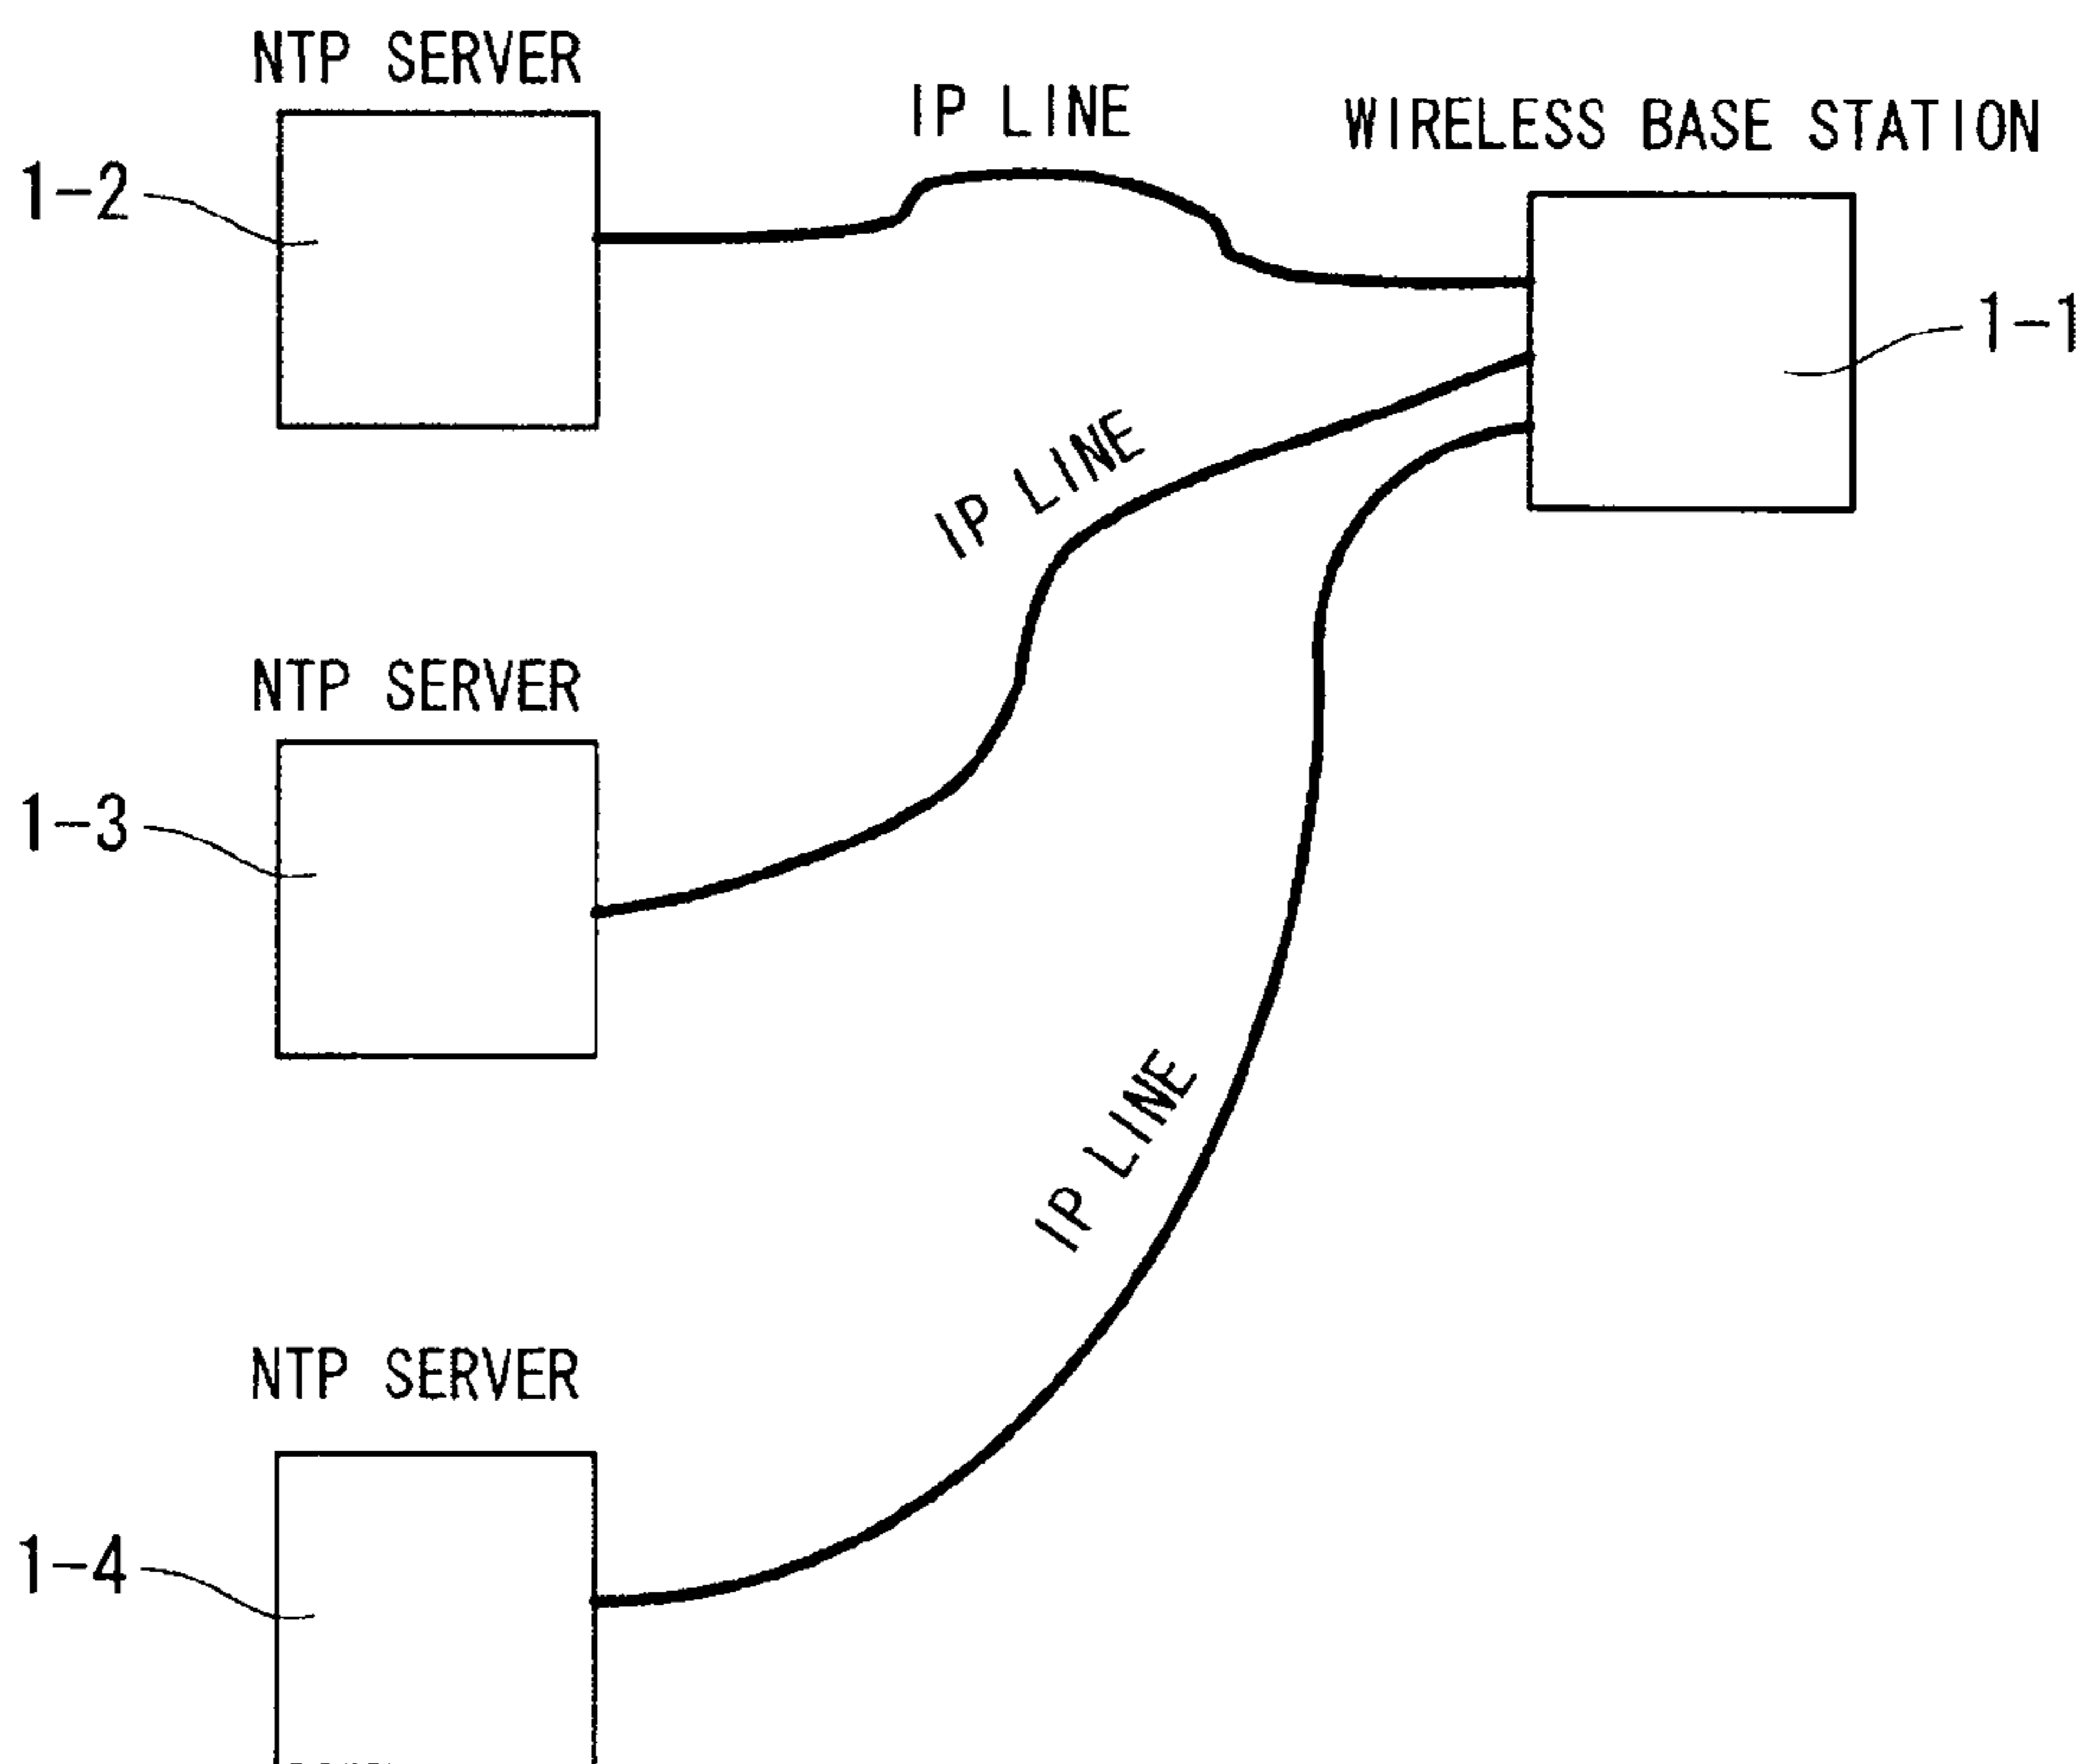 NTP SERVER
IP LINE
WIRELESS BASE STATION
1-2
1-1
IP LINE
NTP SERVER
1-3
IP LINE
NTP SERVER
1-4